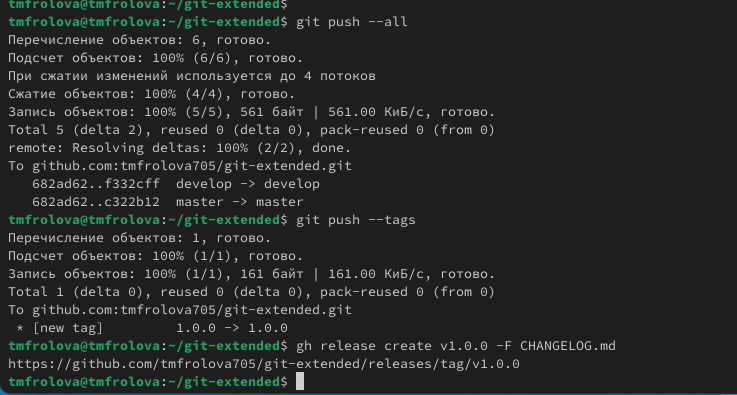 tmfrolova@tmfrolova:~/git-extended$
tmfrolova@tmfrolova:~/git-extended$ git push --all
Перечисление объектов: 6, готово.
Подсчет объектов: 100% (6/6), готово.
При сжатии изменений используется до 4 потоков
Сжатие объектов: 100% (4/4), готово.
Запись объектов: 100% (5/5), 561 байт | 561.00 КиБ/с, готово.
Total 5 (delta 2), reused 0 (delta 0), pack-reused 0 (from 0)
remote: Resolving deltas: 100% (2/2), done.
To github.com:tmfrolova705/git-extended.git
   682ad62..f332cff  develop -> develop
   682ad62..c322b12  master -> master
tmfrolova@tmfrolova:~/git-extended$ git push --tags
Перечисление объектов: 1, готово.
Подсчет объектов: 100% (1/1), готово.
Запись объектов: 100% (1/1), 161 байт | 161.00 КиБ/с, готово.
Total 1 (delta 0), reused 0 (delta 0), pack-reused 0 (from 0)
To github.com:tmfrolova705/git-extended.git
 * [new tag]         1.0.0 -> 1.0.0
tmfrolova@tmfrolova:~/git-extended$ gh release create v1.0.0 -F CHANGELOG.md
https://github.com/tmfrolova705/git-extended/releases/tag/v1.0.0
tmfrolova@tmfrolova:~/git-extended$